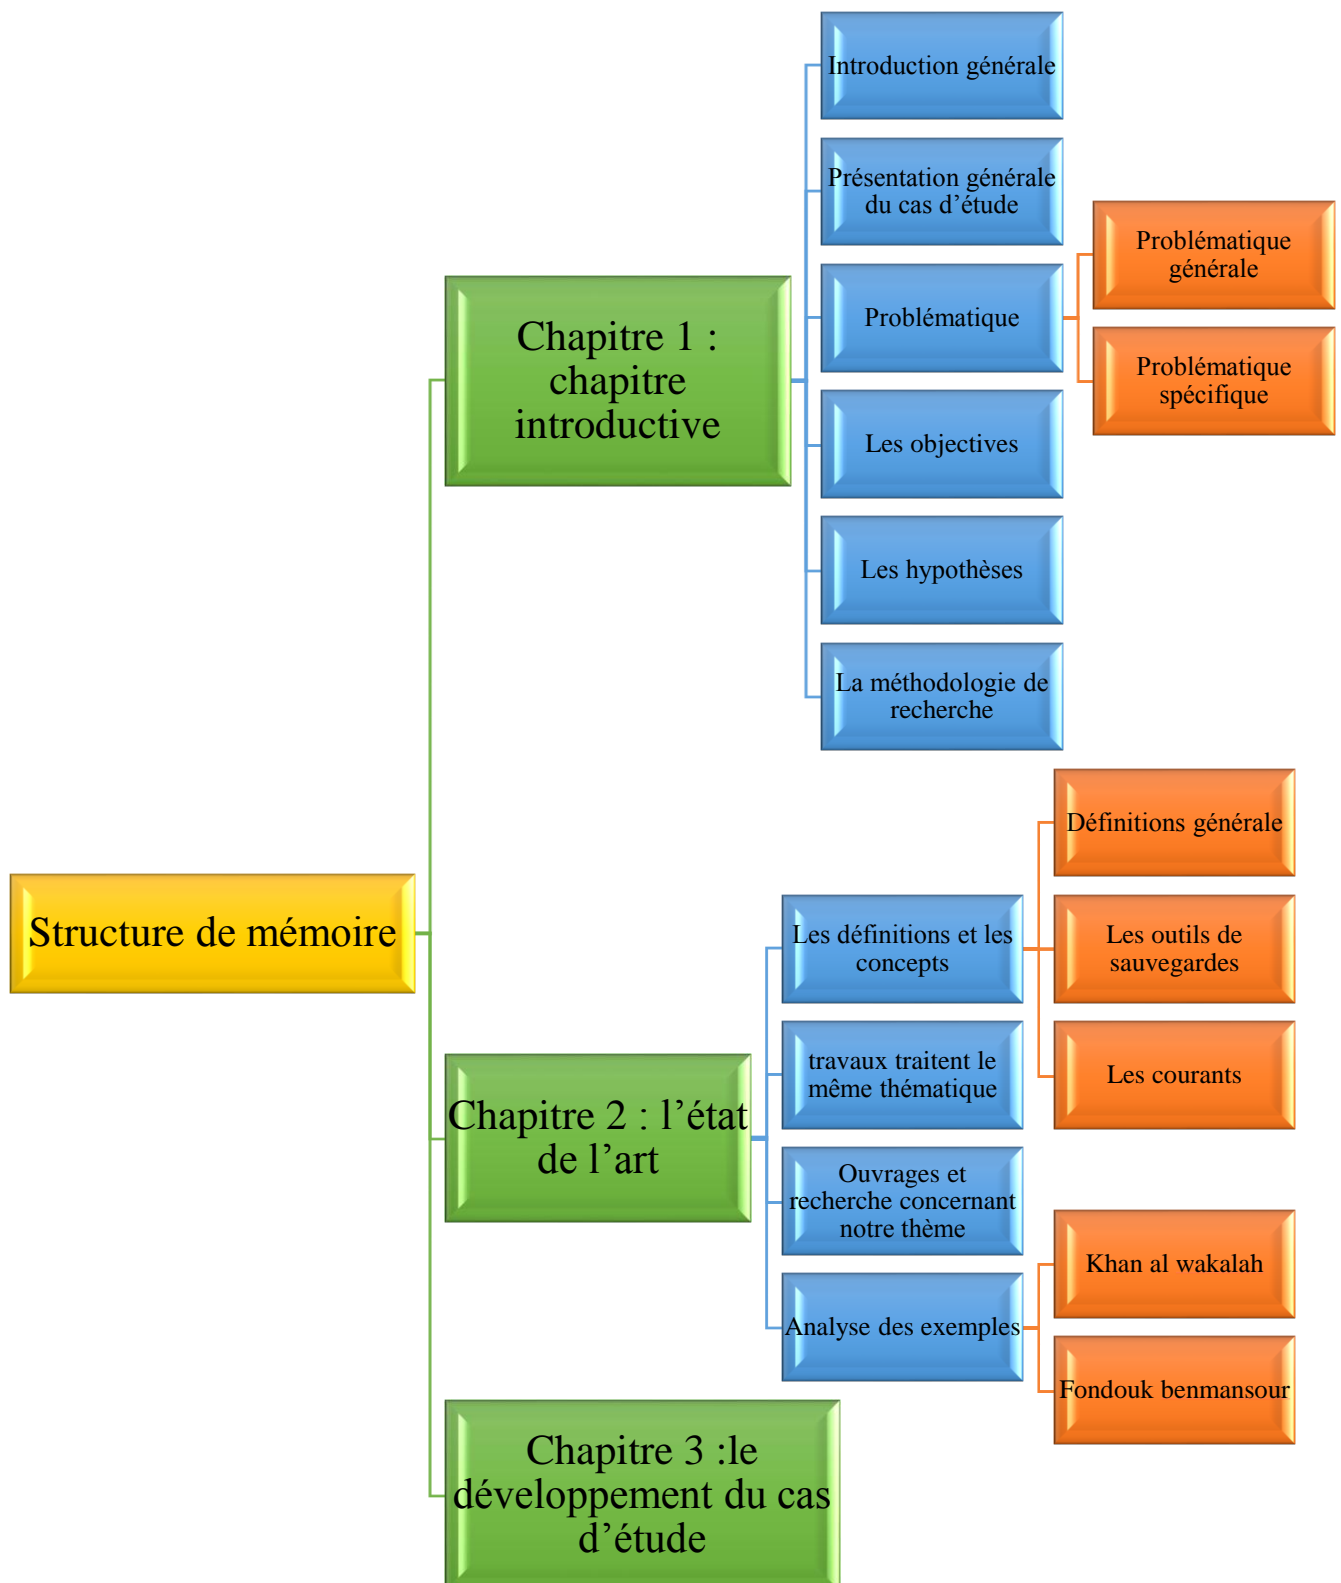 Structure de mémoire
Chapitre 1 :
chapitre
introductive
Introduction générale
Présentation générale
du cas d’étude
Problématique
Problématique
générale
Problématique
spécifique
Les objectives
Les hypothèses
La méthodologie de
recherche
Chapitre 2 : l’état
de l’art
Les définitions et les
concepts
Définitions générale
Les outils de
sauvegardes
Les courants
travaux traitent le
même thématique
Ouvrages et
recherche concernant
notre thème
Analyse des exemples
Khan al wakalah
Fondouk benmansour
Chapitre 3 :le
développement du cas
d’étude